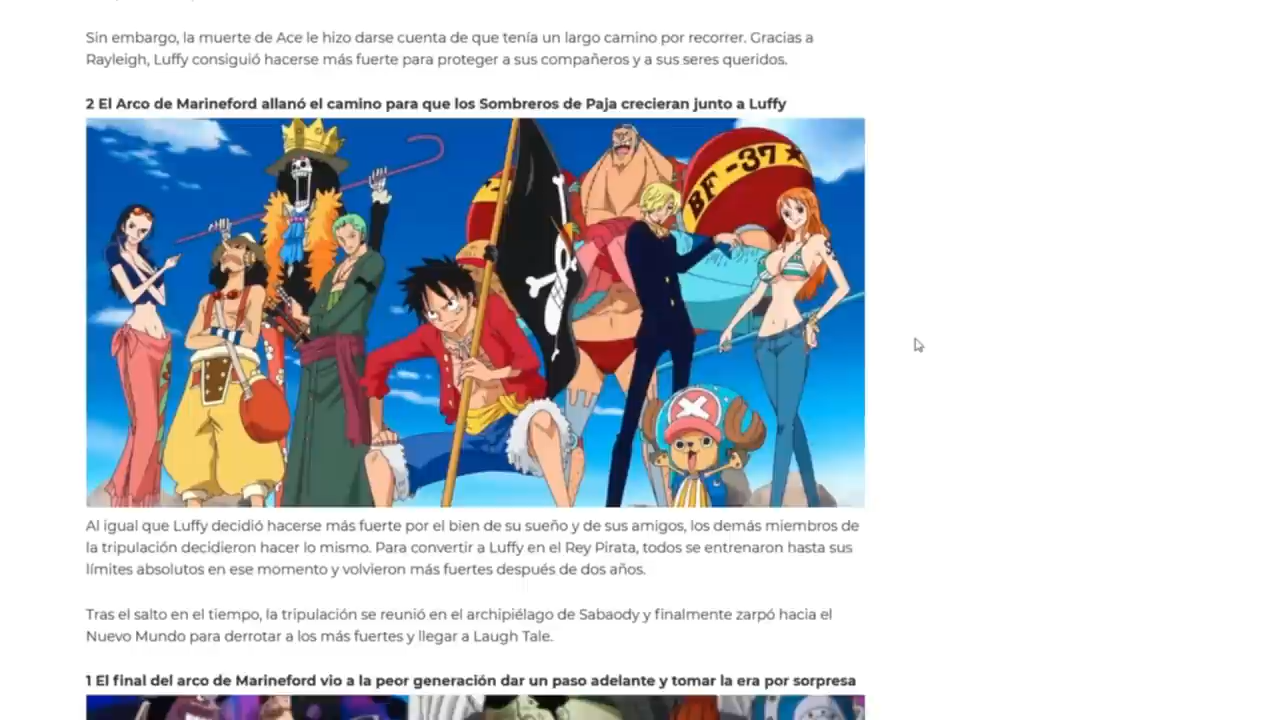 Sin embargo, la muerte de Ace le hizo darse cuenta de que tenía un largo camino por recorrer. Gracias a
Rayleigh, Luffy consiguió hacerse más fuerte para proteger a sus compañeros y a sus seres queridos.
2 El Arco de Marineford allanó el camino para que los Sombreros de Paja crecieran junto a Luffy
BF-37★
Al igual que Luffy decidió hacerse más fuerte por el bien de su sueño y de sus amigos, los demás miembros de
la tripulación decidieron hacer lo mismo. Para convertir a Luffy en el Rey Pirata, todos se entrenaron hasta sus
límites absolutos en ese momento y volvieron más fuertes después de dos años.
Tras el salto en el tiempo, la tripulación se reunió en el archipiélago de Sabaody y finalmente zarpó hacia el
Nuevo Mundo para derrotar a los más fuertes y llegar a Laugh Tale.
1 El final del arco de Marineford vio a la peor generación dar un paso adelante y tomar la era por sorpresa